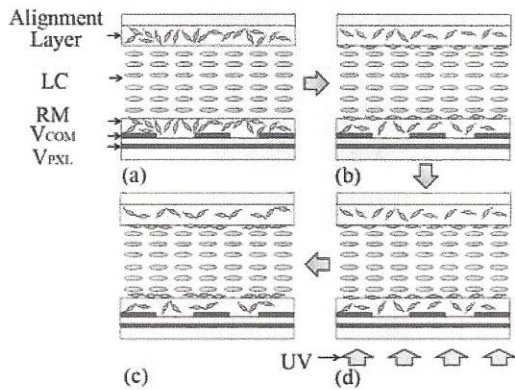 Alignment
Layer
LC
RM
VCOM
VPXL
(a)
(b)
(c)
UV
(d)